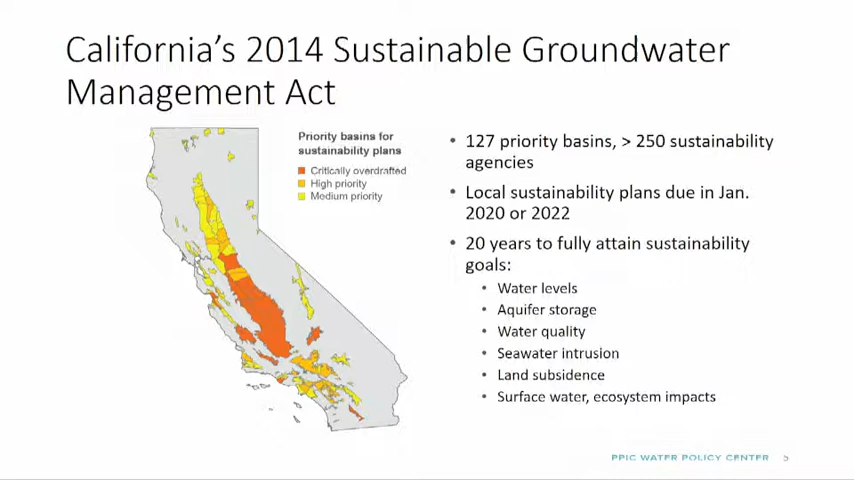 California’s 2014 Sustainable Groundwater
Management Act
Priority basins for
sustainability plans
Critically overdrafted
High priority
Medium priority
• 127 priority basins, > 250 sustainability
agencies
• Local sustainability plans due in Jan.
2020 or 2022
• 20 years to fully attain sustainability
goals:
• Water levels
• Aquifer storage
• Water quality
• Seawater intrusion
• Land subsidence
• Surface water, ecosystem impacts
PPIC WATER POLICY CENTER 5